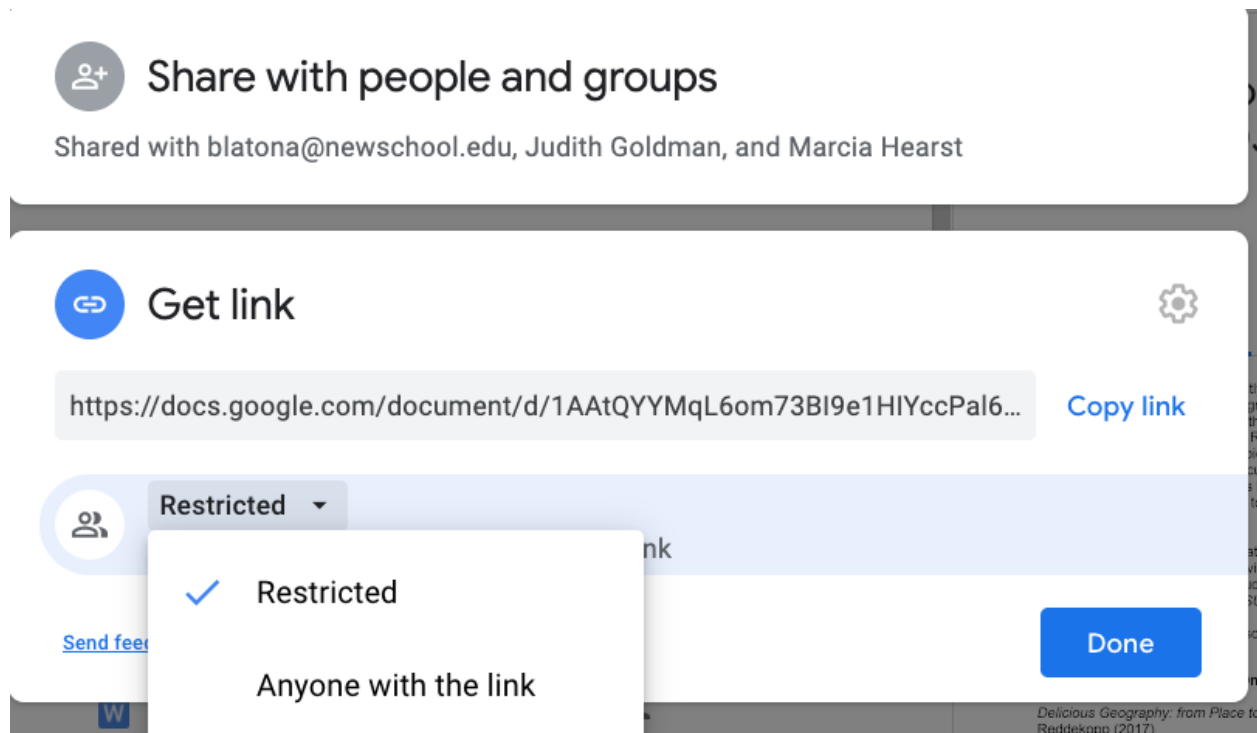 Share with people and groups
Shared with blatona@newschool.edu, Judith Goldman, and Marcia Hearst
Get link
https://docs.google.com/document/d/1AAtQYYMqL6om73BI9e1HIYccPal6...
Copy link
Restricted
nk
Restricted
Send feed
Done
Anyone with the link
W
Delicious Geography: from Place to
Reddekopp (2017)